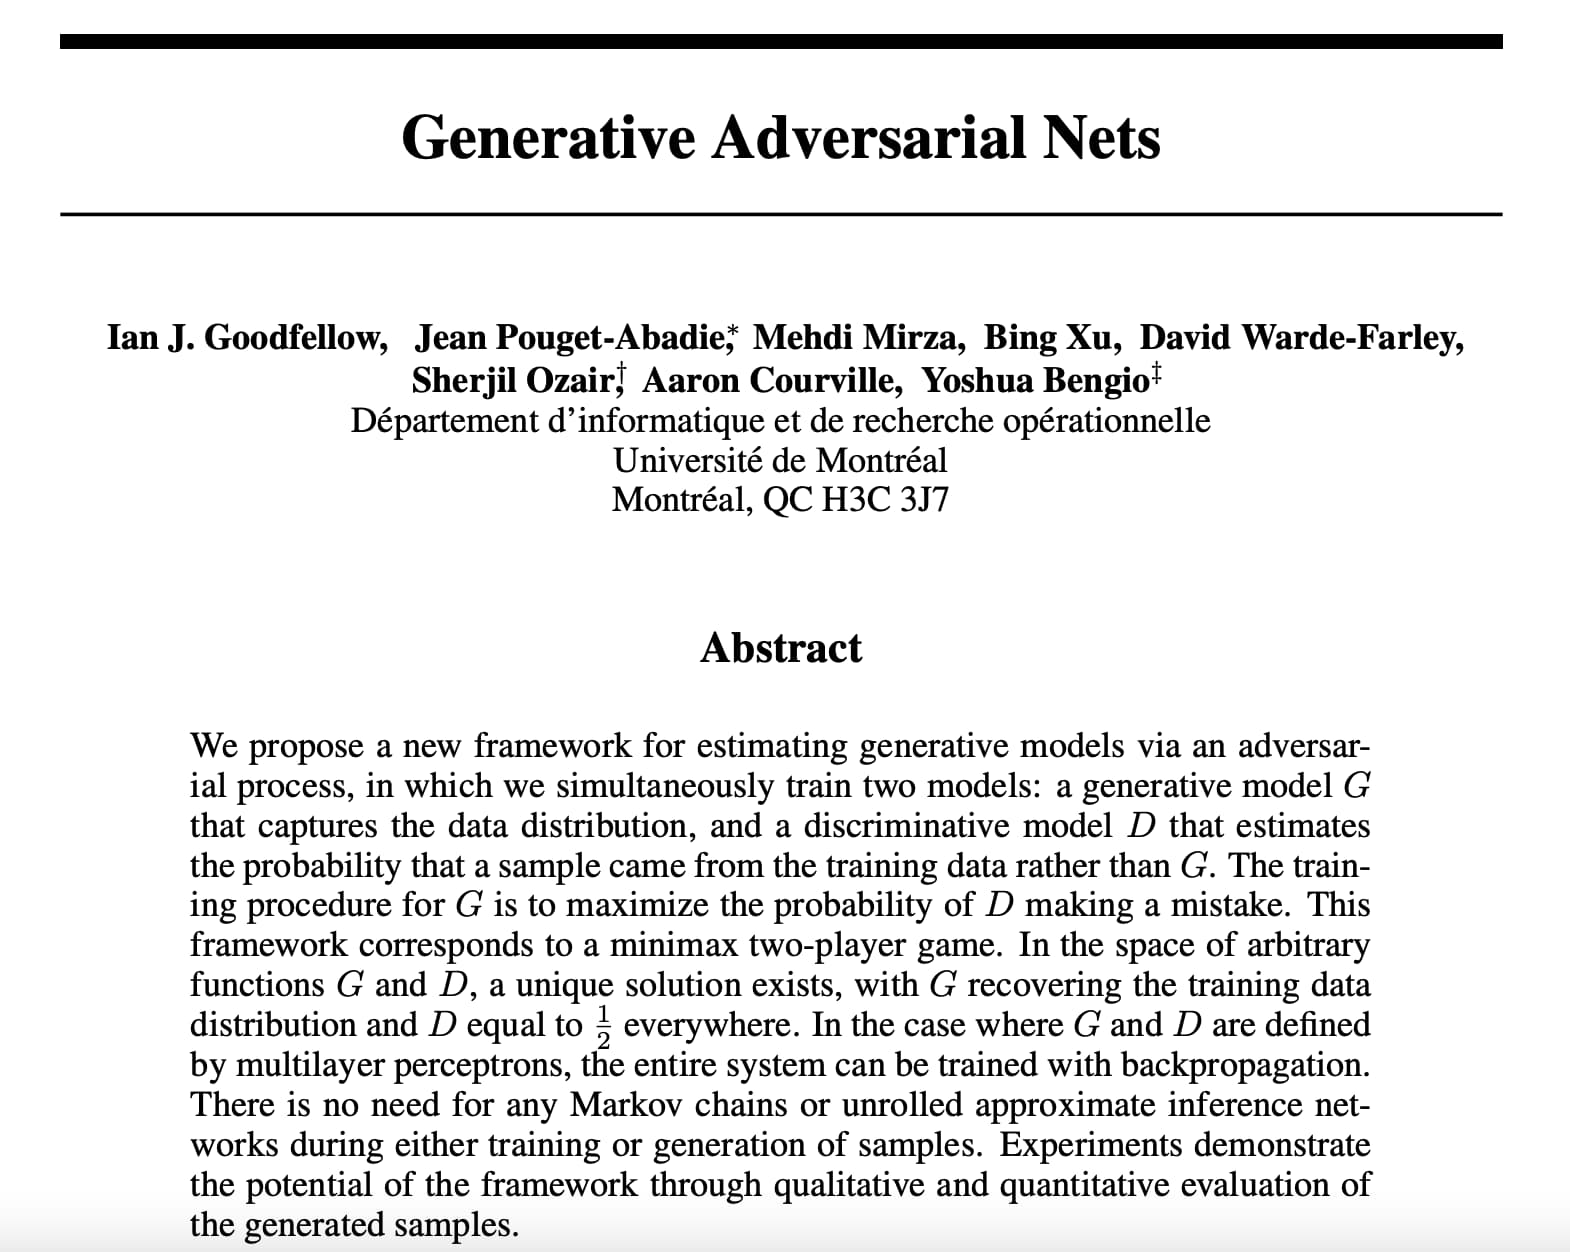 Generative Adversarial Nets
Ian J. Goodfellow, Jean Pouget-Abadie,* Mehdi Mirza, Bing Xu, David Warde-Farley,
Sherjil Ozair,† Aaron Courville, Yoshua Bengio‡
Département d’informatique et de recherche opérationnelle
Université de Montréal
Montréal, QC H3C 3J7
Abstract
We propose a new framework for estimating generative models via an adversar-
ial process, in which we simultaneously train two models: a generative model G
that captures the data distribution, and a discriminative model D that estimates
the probability that a sample came from the training data rather than G. The train-
ing procedure for G is to maximize the probability of D making a mistake. This
framework corresponds to a minimax two-player game. In the space of arbitrary
functions G and D, a unique solution exists, with G recovering the training data
distribution and D equal to 1/2 everywhere. In the case where G and D are defined
by multilayer perceptrons, the entire system can be trained with backpropagation.
There is no need for any Markov chains or unrolled approximate inference net-
works during either training or generation of samples. Experiments demonstrate
the potential of the framework through qualitative and quantitative evaluation of
the generated samples.